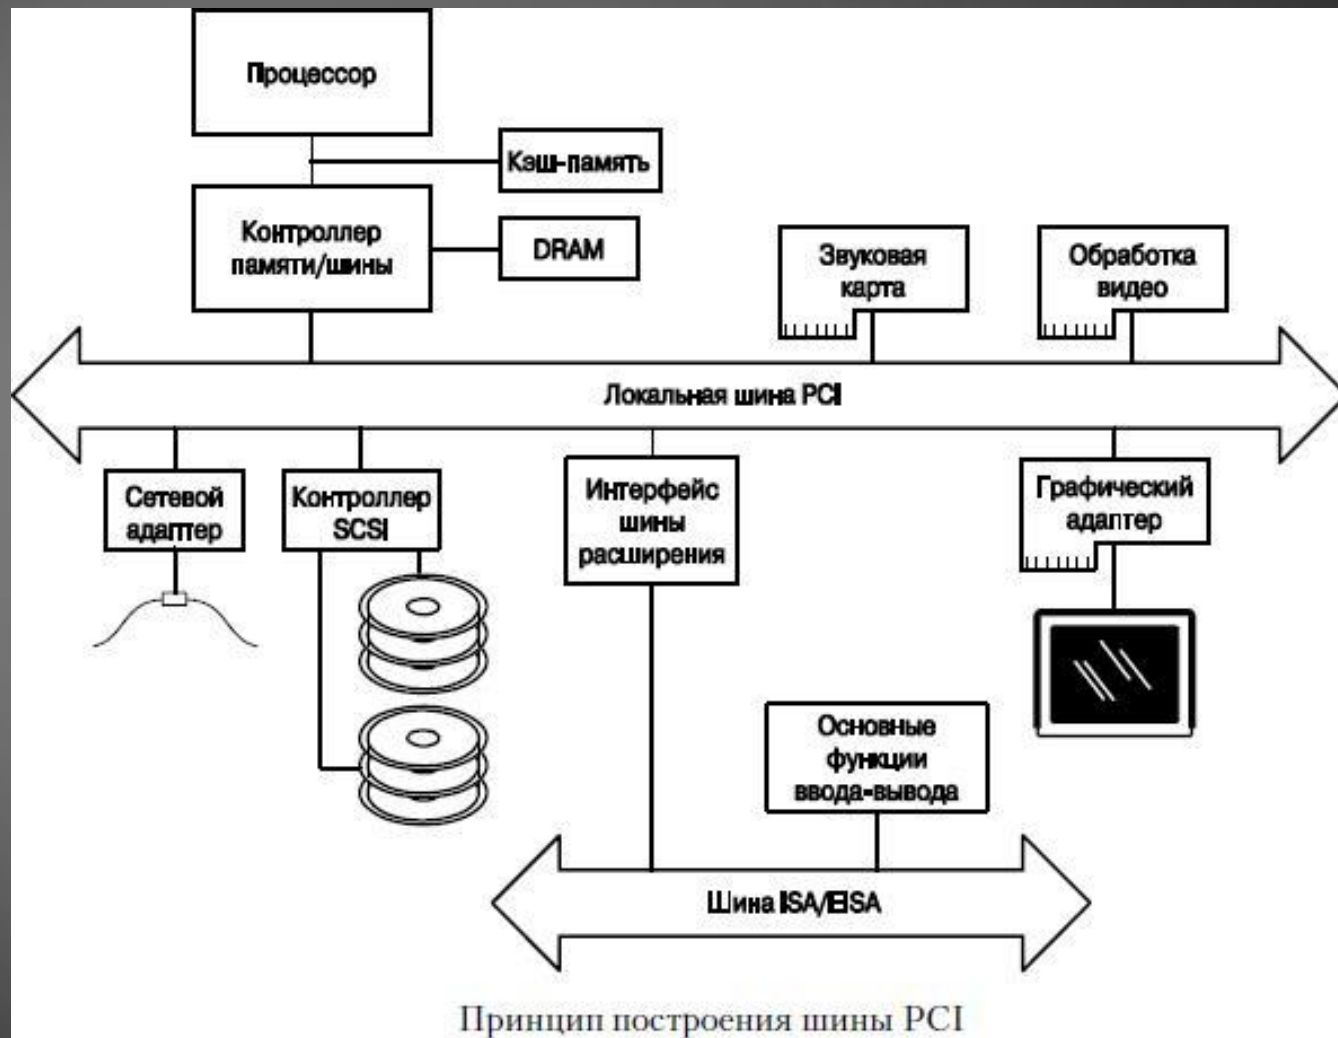 Процессор
Кэш-память
Контроллер
памяти/шины
DRAM
Звуковая
карта
Обработка
видео
Локальная шина PCI
Сетевой
адаптер
Контроллер
SCSI
Интерфейс
шины
расширения
Графический
адаптер
Основные
функции
ввода-вывода
Шина ISA/EISA
Принцип построения шины PCI